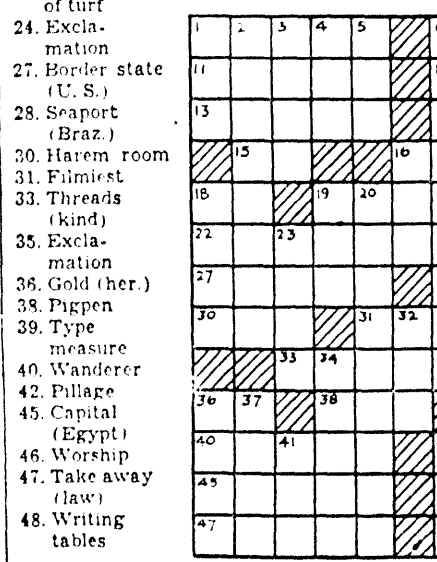 of turf
24. Excla-
mation
27. Border state
(U. S.)
28. Seaport
(Braz.)
30. Harem room
31. Filmiest
33. Threads
(kind)
35. Excla-
mation
36. Gold (her.)
38. Pigpen
39. Type
measure
40. Wanderer
42. Pillage
45. Capital
(Egypt)
46. Worship
47. Take away
(law)
48. Writing
tables
1 2 3 4 5
11
13
15 16
18 19 20
22 23
27
30 31 32
33 34
36 37 38
40 41
45
47